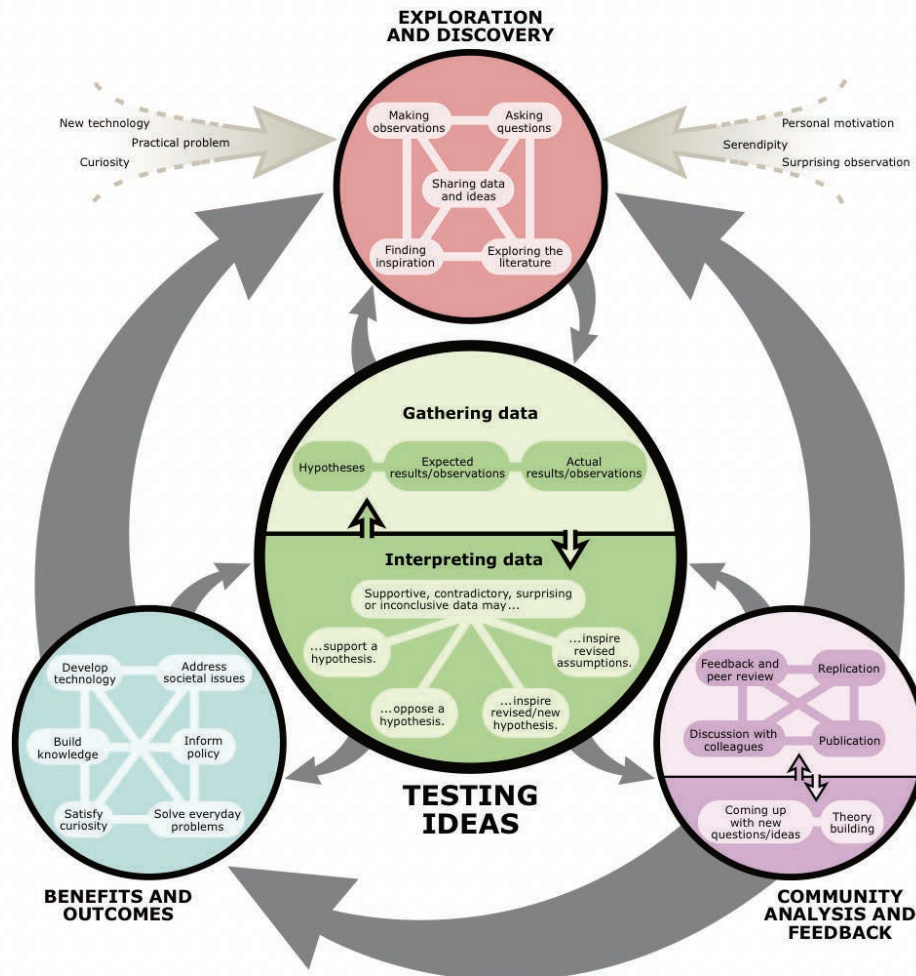 EXPLORATION
AND DISCOVERY
New technology
Practical problem
Curiosity
Personal motivation
Serendipity
Surprising observation
Making
observations
Asking
questions
Sharing data
and ideas
Finding
inspiration
Exploring the
literature
Gathering data
Hypotheses
Expected
results/observations
Actual
results/observations
Interpreting data
Supportive, contradictory, surprising
or inconclusive data may...
...support a
hypothesis.
...oppose a
hypothesis.
...inspire
revised/new
hypothesis.
...inspire
revised
assumptions.
TESTING
IDEAS
Develop
technology
Address
societal issues
Build
knowledge
Inform
policy
Satisfy
curiosity
Solve everyday
problems
BENEFITS AND
OUTCOMES
Feedback and
peer review
Replication
Discussion with
colleagues
Publication
Coming up
with new
questions/ideas
Theory
building
COMMUNITY
ANALYSIS AND
FEEDBACK